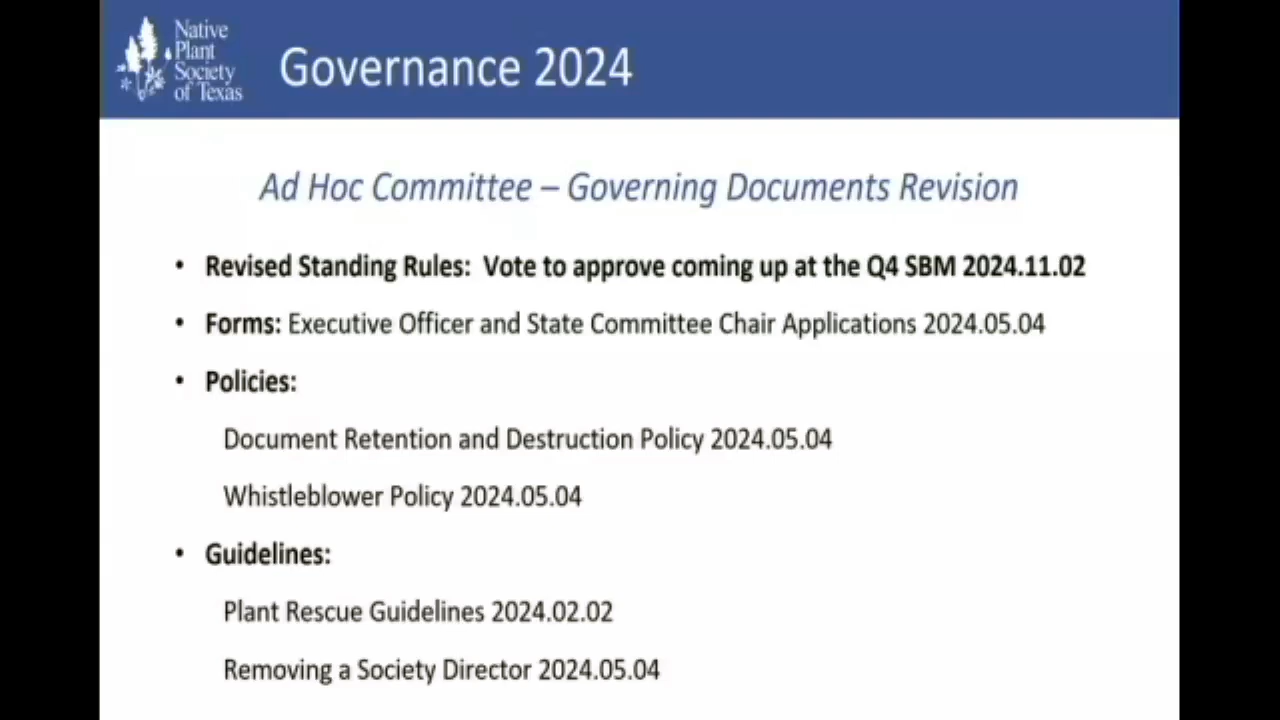 Native
Plant
Society
of Texas
Governance 2024
Ad Hoc Committee – Governing Documents Revision
• Revised Standing Rules:  Vote to approve coming up at the Q4 SBM 2024.11.02
• Forms: Executive Officer and State Committee Chair Applications 2024.05.04
• Policies:
Document Retention and Destruction Policy 2024.05.04
Whistleblower Policy 2024.05.04
• Guidelines:
Plant Rescue Guidelines 2024.02.02
Removing a Society Director 2024.05.04